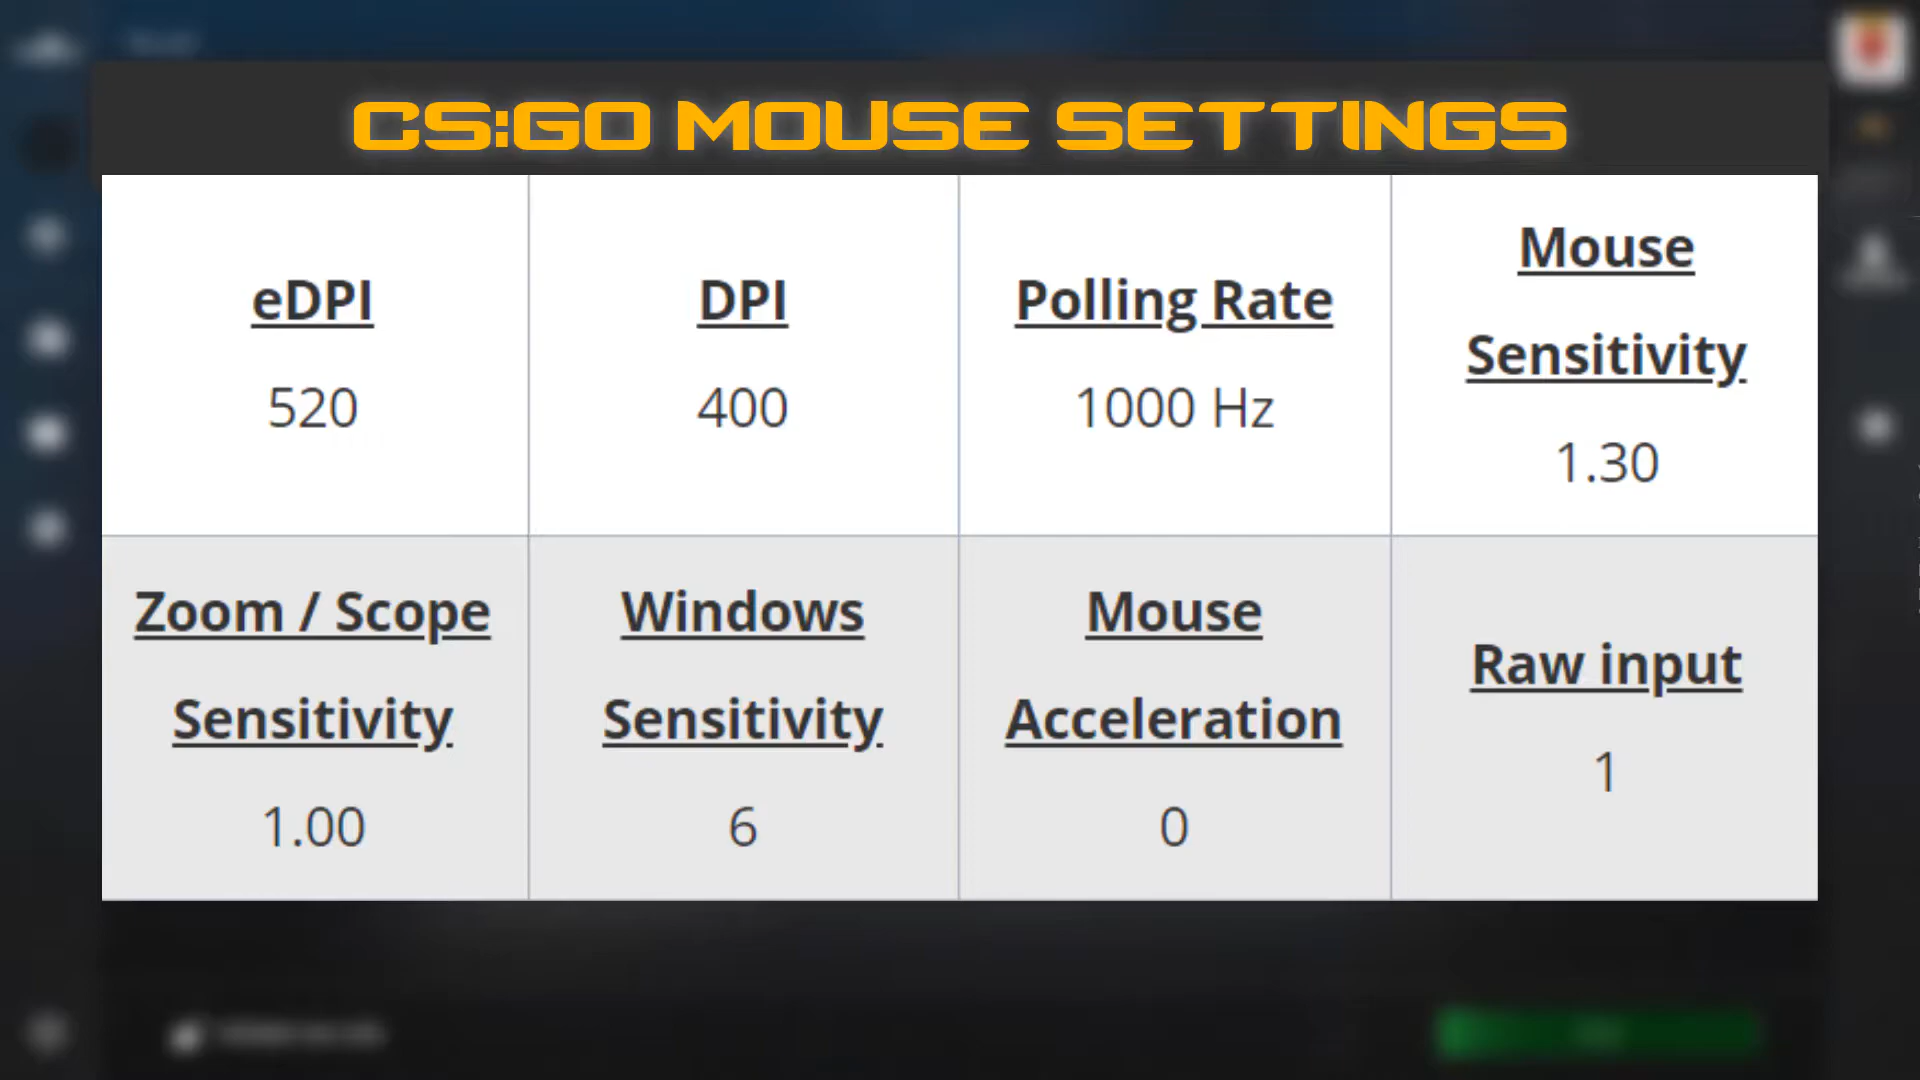 CS:GO MOUSE SETTINGS
eDPI
520
DPI
400
Polling Rate
1000 Hz
Mouse
Sensitivity
1.30
Zoom / Scope
Sensitivity
1.00
Windows
Sensitivity
6
Mouse
Acceleration
0
Raw input
1